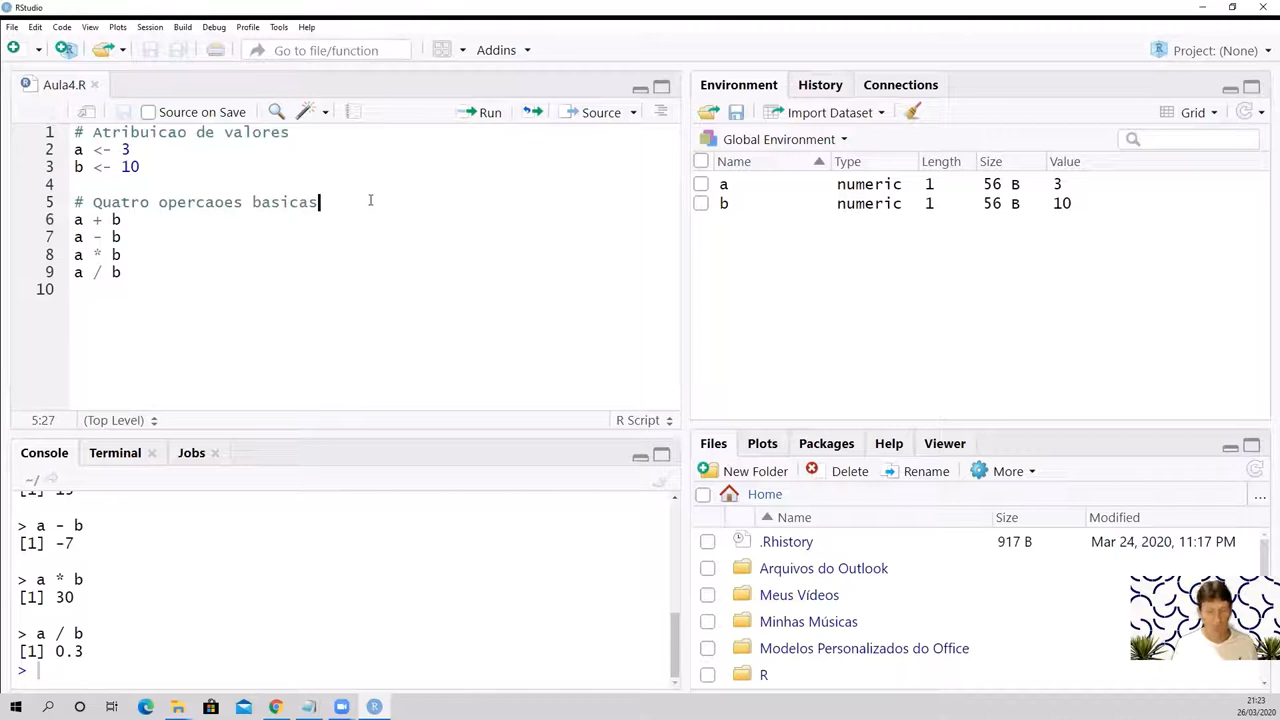 RStudio
File Edit Code View Plots Session Build Debug Profile Tools Help
Go to file/function Addins Project: (None)
Aula4.R
Source on Save Run Source
1 # Atribuicao de valores
2 a <- 3
3 b <- 10
4
5 # Quatro opercaoes basicas
6 a + b
7 a - b
8 a * b
9 a / b
10
5:27 (Top Level) R Script
Console Terminal Jobs
~/
> a - b
[1] -7
> a * b
[1] 30
> a / b
[1] 0.3
>
Environment History Connections
Import Dataset Grid
Global Environment
Name Type Length Size Value
a numeric 1 56 B 3
b numeric 1 56 B 10
Files Plots Packages Help Viewer
New Folder Delete Rename More
Home ...
Name Size Modified
.Rhistory 917 B Mar 24, 2020, 11:17 PM
Arquivos do Outlook
Meus Vídeos
Minhas Músicas
Modelos Personalizados do Office
R
21:23
26/03/2020